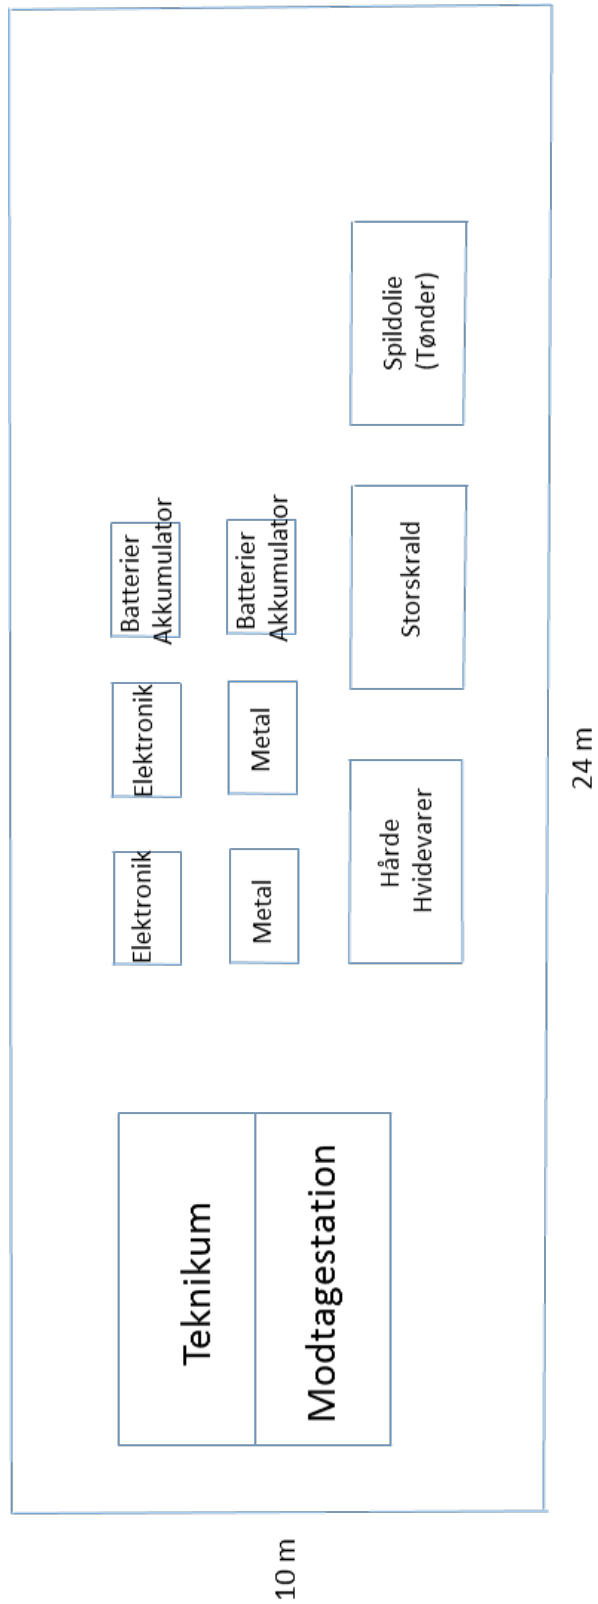 Teknikum
Elektronik
Elektronik
Batterier
Akkumulator
Modtagestation
Metal
Metal
Batterier
Akkumulator
Hårde
Hvidevarer
Storskrald
Spildolie
(Tønder)
10 m
24 m